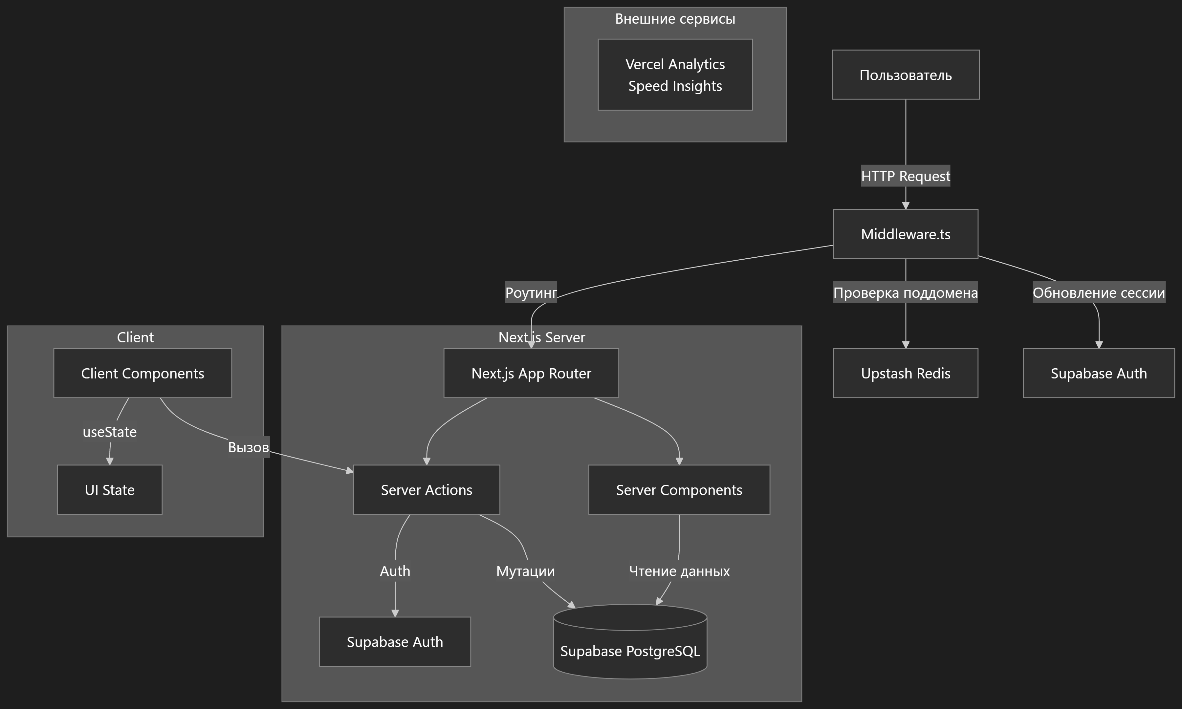 Внешние сервисы
Vercel Analytics
Speed Insights
Пользователь
HTTP Request
Middleware.ts
Роутинг
Проверка поддомена
Обновление сессии
Client
Next.js Server
Client Components
Next.js App Router
Upstash Redis
Supabase Auth
useState
Вызов
UI State
Server Actions
Server Components
Auth
Мутации
Чтение данных
Supabase Auth
Supabase PostgreSQL